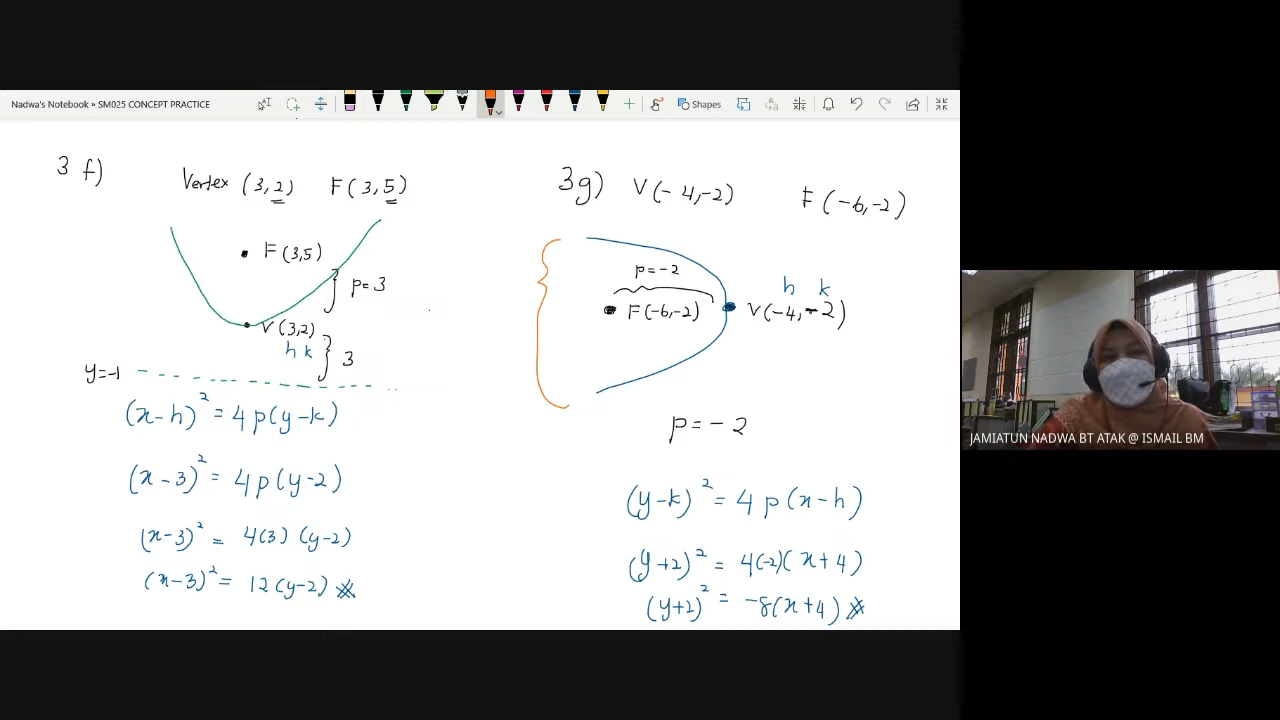 Nadwa's Notebook » SM025 CONCEPT PRACTICE
Shapes
3 f)
Vertex (3,2) F(3,5)
F(3,5)
p=3
V(3,2)
h k
3
y=-1
(x-h)² = 4p(y-k)
(x-3)² = 4p(y-2)
(x-3)² = 4(3)(y-2)
(x-3)² = 12(y-2)
3g) V(-4,-2) F(-6,-2)
p=-2
h k
F(-6,-2) V(-4,-2)
p=-2
(y-k)² = 4p(x-h)
(y+2)² = 4(-2)(x+4)
(y+2)² = -8(x+4)
JAMIATUN NADWA BT ATAK @ ISMAIL BM